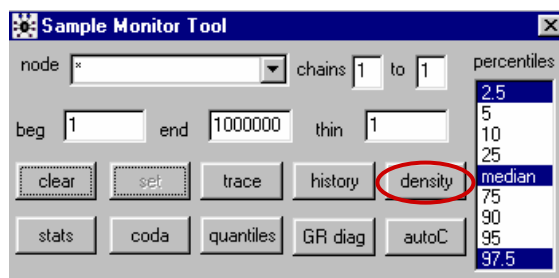 Sample Monitor Tool
node * chains 1 to 1 percentiles
beg 1 end 1000000 thin 1
clear set trace history density
stats coda quantiles GR diag autoC
2.5
5
10
25
median
75
90
95
97.5